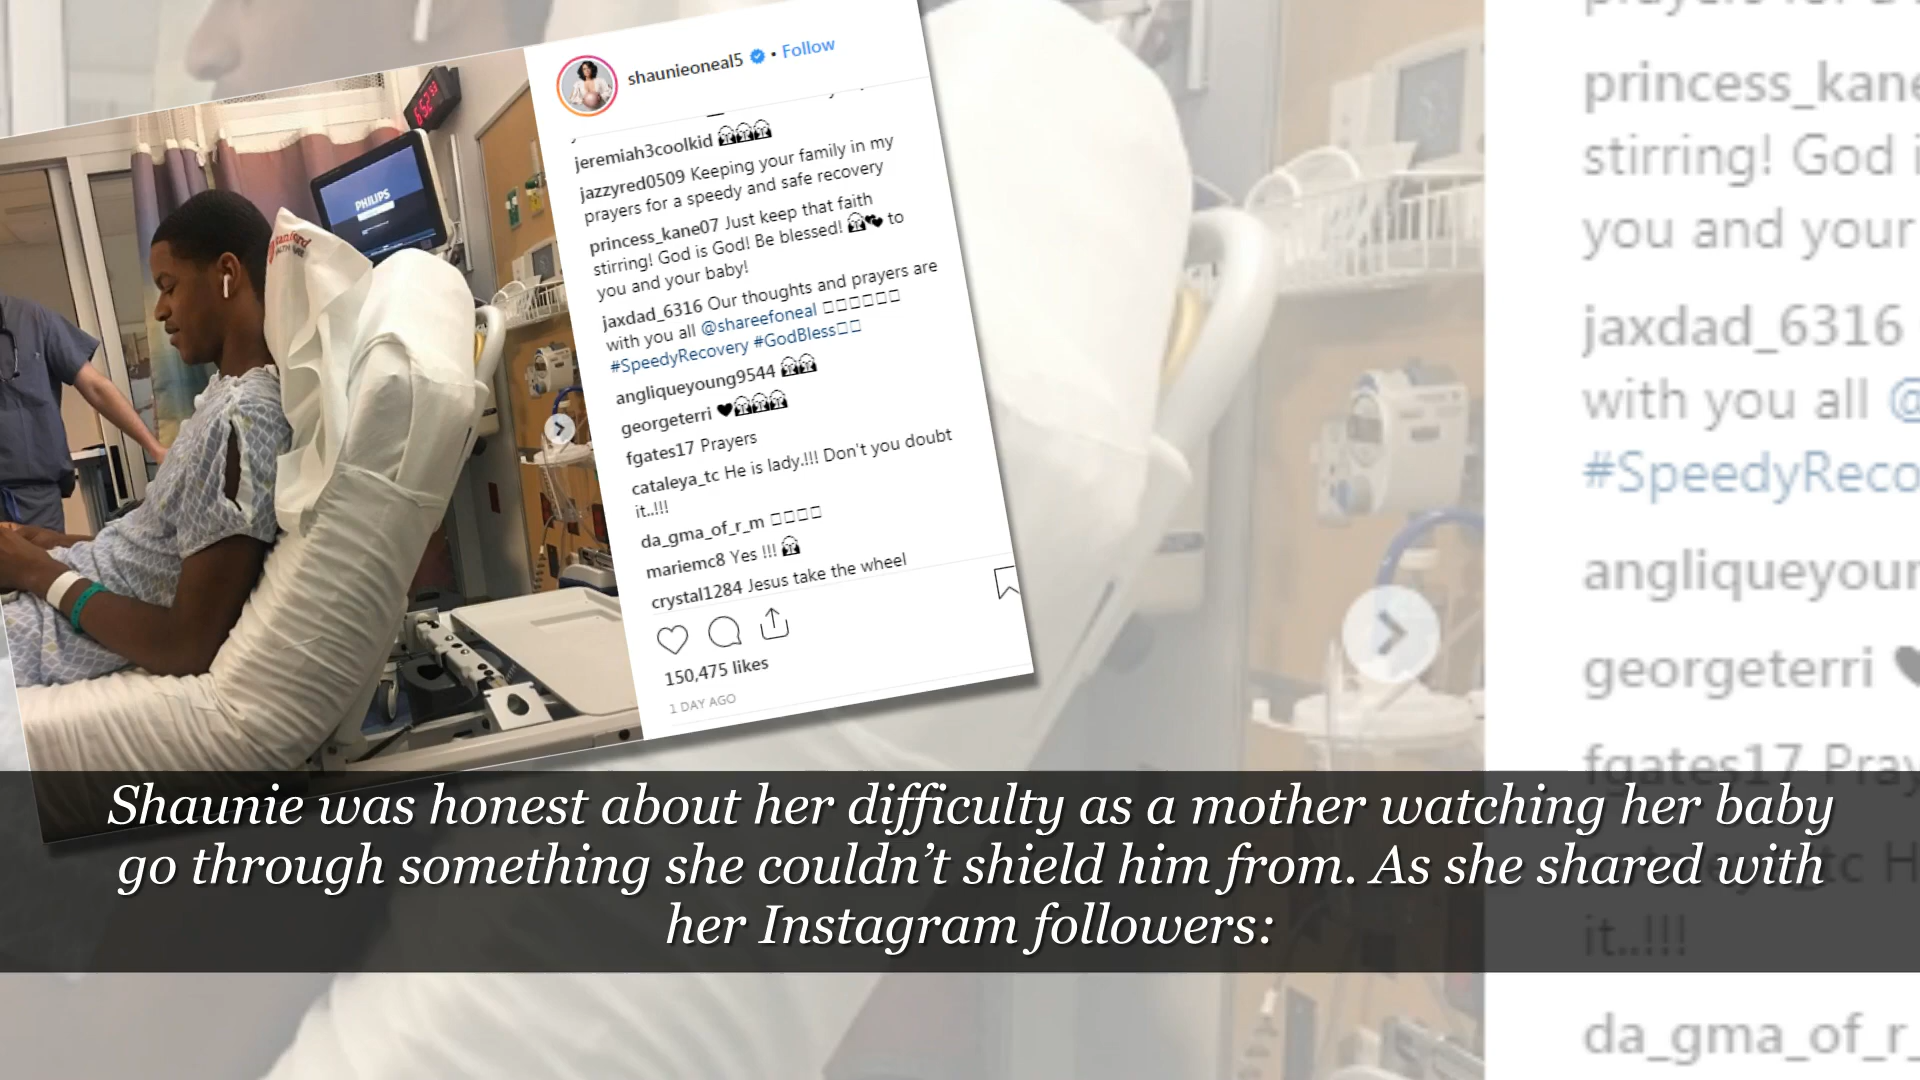 shaunieoneal5 • Follow
jeremiah3coolkid
jazzyred0509 Keeping your family in my
prayers for a speedy and safe recovery
princess_kane07 Just keep that faith
stirring! God is God! Be blessed! to
you and your baby!
jaxdad_6316 Our thoughts and prayers are
with you all @shareefoneal
#SpeedyRecovery #GodBless
angliqueyoung9544
georgeterri
fgates17 Prayers
cataleya_tc He is lady.!!! Don't you doubt
it..!!!
da_gma_of_r_m
mariemc8 Yes !!!
crystal1284 Jesus take the wheel
150,475 likes
1 DAY AGO
PHILIPS
princess_kane
stirring! God i
you and your
jaxdad_6316
with you all @
#SpeedyReco
angliqueyour
georgeterri
fgates17 Pray
tc H
it..!!!
da_gma_of_r_
Shaunie was honest about her difficulty as a mother watching her baby
go through something she couldn’t shield him from. As she shared with
her Instagram followers: